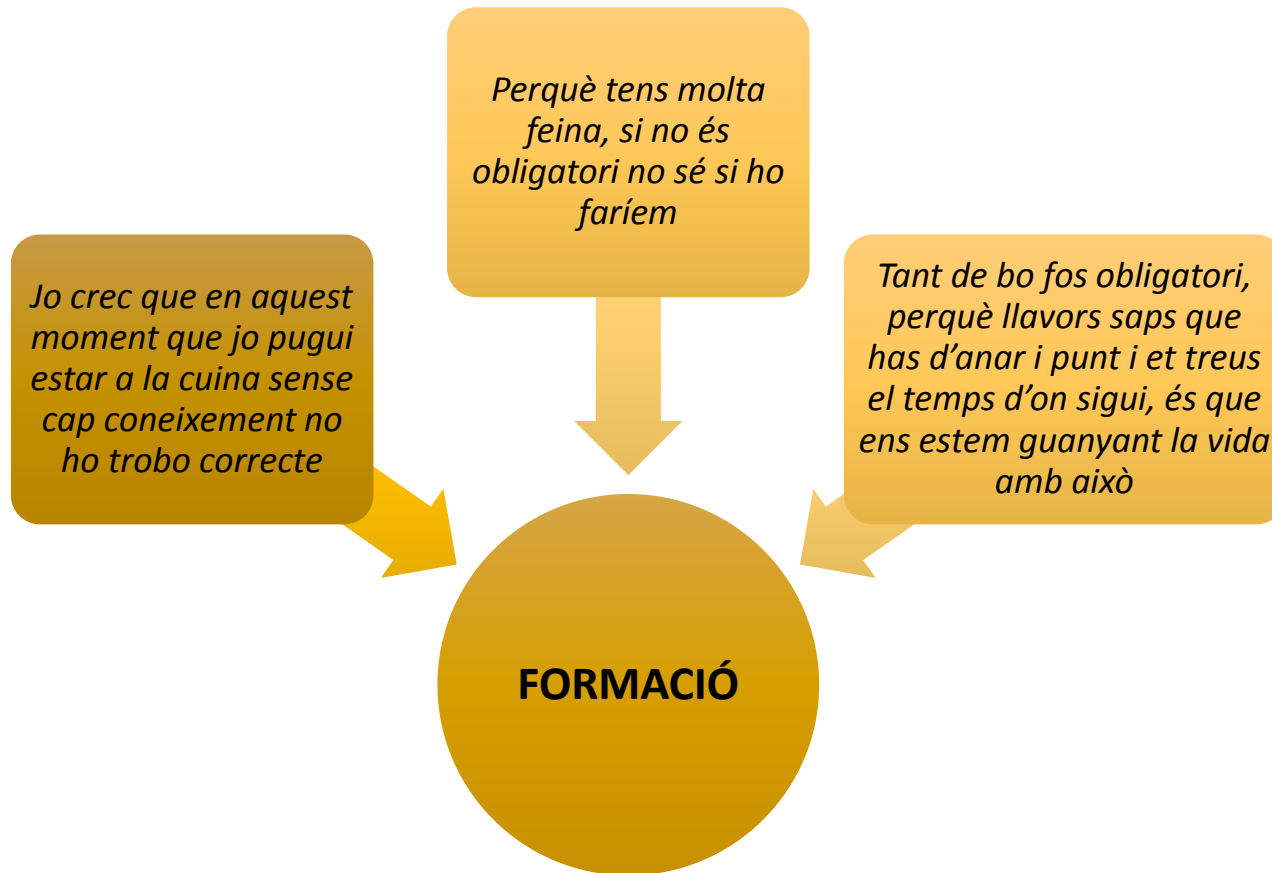 Perquè tens molta
feina, si no és
obligatori no sé si ho
faríem
Jo crec que en aquest
moment que jo pugui
estar a la cuina sense
cap coneixement no
ho trobo correcte
Tant de bo fos obligatori,
perquè llavors saps que
has d’anar i punt i et treus
el temps d’on sigui, és que
ens estem guanyant la vida
amb això
FORMACIÓ